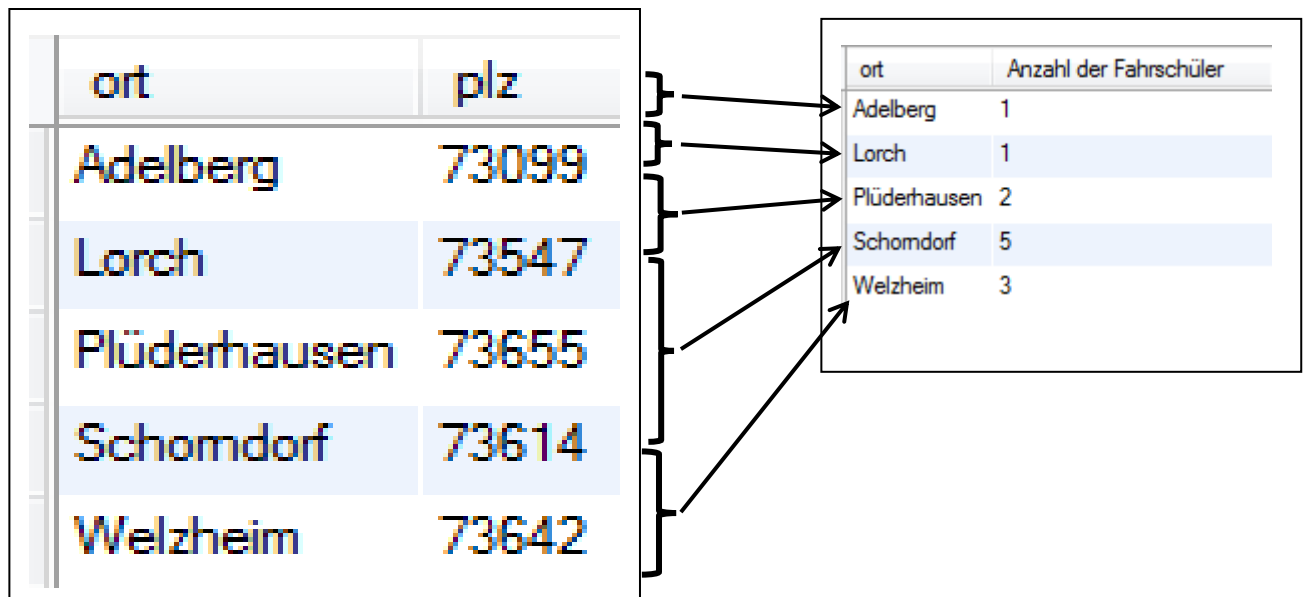 ort plz
Adelberg 73099
Lorch 73547
Plüderhausen 73655
Schorndorf 73614
Welzheim 73642
ort Anzahl der Fahrschüler
Adelberg 1
Lorch 1
Plüderhausen 2
Schorndorf 5
Welzheim 3